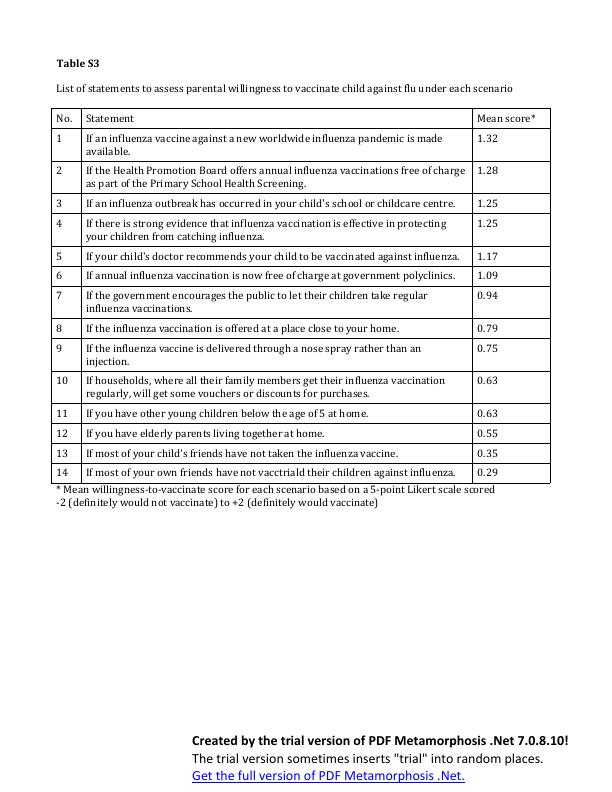 Table S3
List of statements to assess parental willingness to vaccinate child against flu under each scenario
No. Statement Mean score*
1 If an influenza vaccine against a new worldwide influenza pandemic is made 1.32
available.
2 If the Health Promotion Board offers annual influenza vaccinations free of charge 1.28
as part of the Primary School Health Screening.
3 If an influenza outbreak has occurred in your child's school or childcare centre. 1.25
4 If there is strong evidence that influenza vaccination is effective in protecting 1.25
your children from catching influenza.
5 If your child's doctor recommends your child to be vaccinated against influenza. 1.17
6 If annual influenza vaccination is now free of charge at government polyclinics. 1.09
7 If the government encourages the public to let their children take regular 0.94
influenza vaccinations.
8 If the influenza vaccination is offered at a place close to your home. 0.79
9 If the influenza vaccine is delivered through a nose spray rather than an 0.75
injection.
10 If households, where all their family members get their influenza vaccination 0.63
regularly, will get some vouchers or discounts for purchases.
11 If you have other young children below the age of 5 at home. 0.63
12 If you have elderly parents living together at home. 0.55
13 If most of your child's friends have not taken the influenza vaccine. 0.35
14 If most of your own friends have not vacctriald their children against influenza. 0.29
* Mean willingness-to-vaccinate score for each scenario based on a 5-point Likert scale scored
-2 (definitely would not vaccinate) to +2 (definitely would vaccinate)
Created by the trial version of PDF Metamorphosis .Net 7.0.8.10!
The trial version sometimes inserts "trial" into random places.
Get the full version of PDF Metamorphosis .Net.